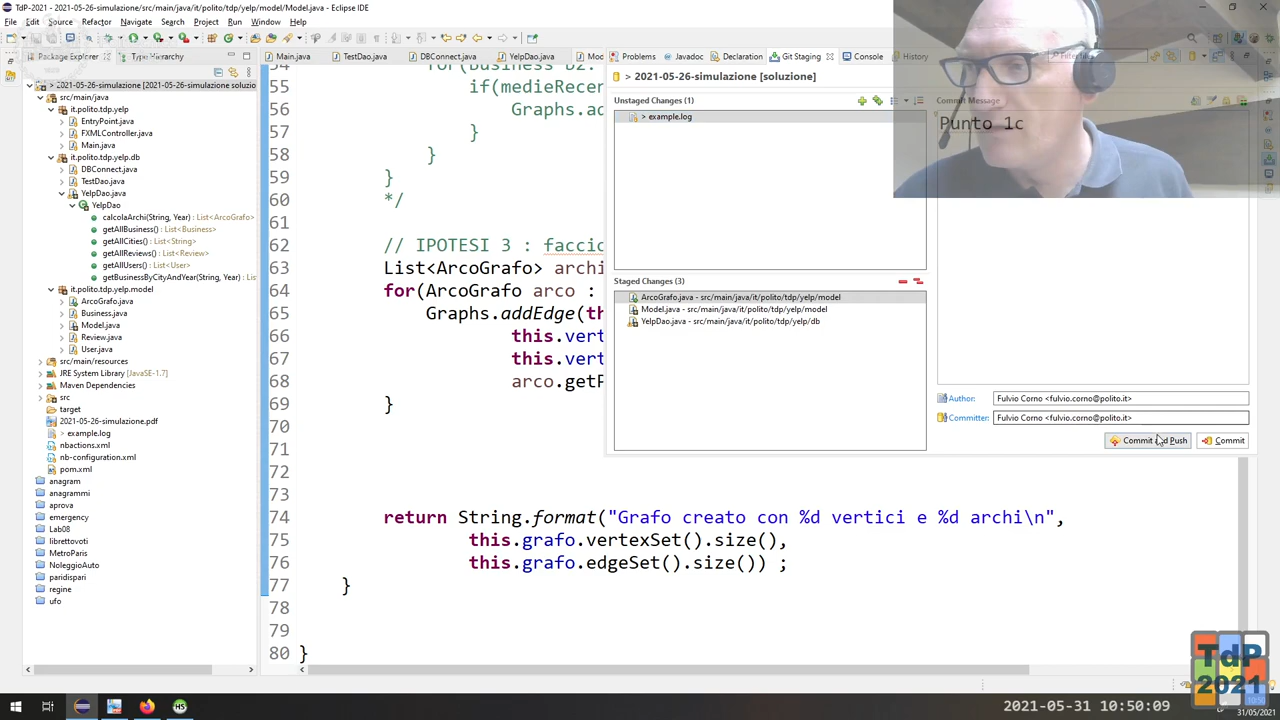 TdP-2021 - 2021-05-26-simulazione/src/main/java/it/polito/tdp/yelp/model/Model.java - Eclipse IDE
File Edit Source Refactor Navigate Search Project Run Window Help
Package Explorer Type Hierarchy
> 2021-05-26-simulazione [2021-05-26-simulazione soluzio
src/main/java
it.polito.tdp.yelp
EntryPoint.java
FXMLController.java
Main.java
it.polito.tdp.yelp.db
DBConnect.java
TestDao.java
YelpDao.java
YelpDao
calcolaArchi(String, Year) : List<ArcoGrafo>
getAllBusiness() : List<Business>
getAllCities() : List<String>
getAllReviews() : List<Review>
getAllUsers() : List<User>
getBusinessByCityAndYear(String, Year) : Lis
it.polito.tdp.yelp.model
ArcoGrafo.java
Business.java
Model.java
Review.java
User.java
src/main/resources
JRE System Library [JavaSE-1.7]
Maven Dependencies
src
target
2021-05-26-simulazione.pdf
> example.log
nbactions.xml
nb-configuration.xml
pom.xml
anagram
anagrammi
aprova
emergency
Lab08
librettovoti
MetroParis
NoleggioAuto
paridispari
regine
ufo
Main.java TestDao.java DBConnect.java YelpDao.java Moc
54 for(Business b2:
55 if(medieRecen
56 Graphs.ad
57 }
58 }
59 }
60 */
61
62 // IPOTESI 3 : faccio
63 List<ArcoGrafo> archi
64 for(ArcoGrafo arco :
65 Graphs.addEdge(th
66 this.vert
67 this.vert
68 arco.getP
69 }
70
71
72
73
74 return String.format("Grafo creato con %d vertici e %d archi\n",
75 this.grafo.vertexSet().size(),
76 this.grafo.edgeSet().size()) ;
77 }
78
79
80 }
Problems Javadoc Declaration Git Staging Console History
> 2021-05-26-simulazione [soluzione]
Filter files
Unstaged Changes (1)
> example.log
Staged Changes (3)
ArcoGrafo.java - src/main/java/it/polito/tdp/yelp/model
Model.java - src/main/java/it/polito/tdp/yelp/model
YelpDao.java - src/main/java/it/polito/tdp/yelp/db
Commit Message
Punto 1c
Author: Fulvio Corno <fulvio.corno@polito.it>
Committer: Fulvio Corno <fulvio.corno@polito.it>
Commit and Push Commit
TdP
2021
2021-05-31 10:50:09
31/05/2021